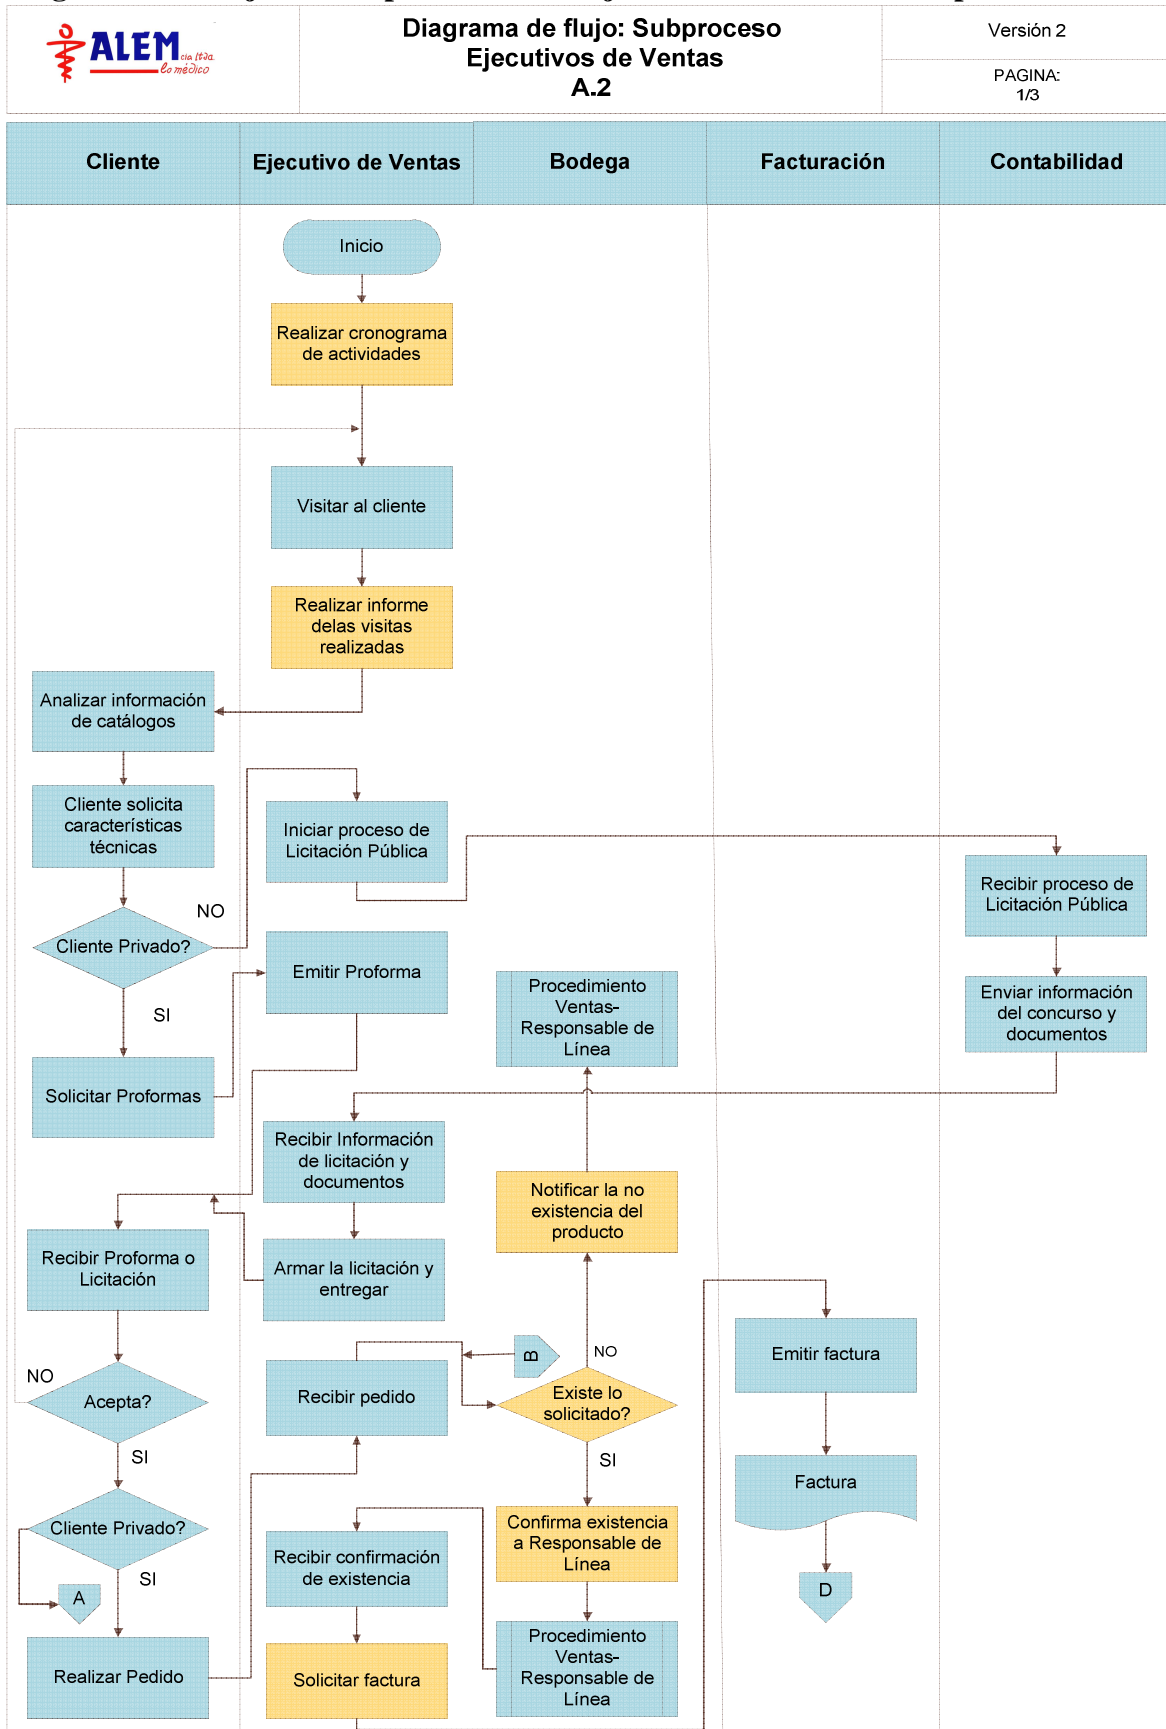 ALEM
cia ltda.
lo médico
Diagrama de flujo: Subproceso
Ejecutivos de Ventas
A.2
Versión 2
PAGINA:
1/3
Cliente
Ejecutivo de Ventas
Bodega
Facturación
Contabilidad
Inicio
Realizar cronograma
de actividades
Visitar al cliente
Realizar informe
delas visitas
realizadas
Analizar información
de catálogos
Cliente solicita
características
técnicas
Iniciar proceso de
Licitación Pública
Recibir proceso de
Licitación Pública
NO
Cliente Privado?
SI
Emitir Proforma
Procedimiento
Ventas-
Responsable de
Línea
Enviar información
del concurso y
documentos
Solicitar Proformas
Recibir Información
de licitación y
documentos
Notificar la no
existencia del
producto
Recibir Proforma o
Licitación
Armar la licitación y
entregar
Emitir factura
B
NO
NO
Acepta?
SI
Recibir pedido
Existe lo
solicitado?
SI
Factura
Cliente Privado?
SI
A
Recibir confirmación
de existencia
Confirma existencia
a Responsable de
Línea
D
Realizar Pedido
Solicitar factura
Procedimiento
Ventas-
Responsable de
Línea